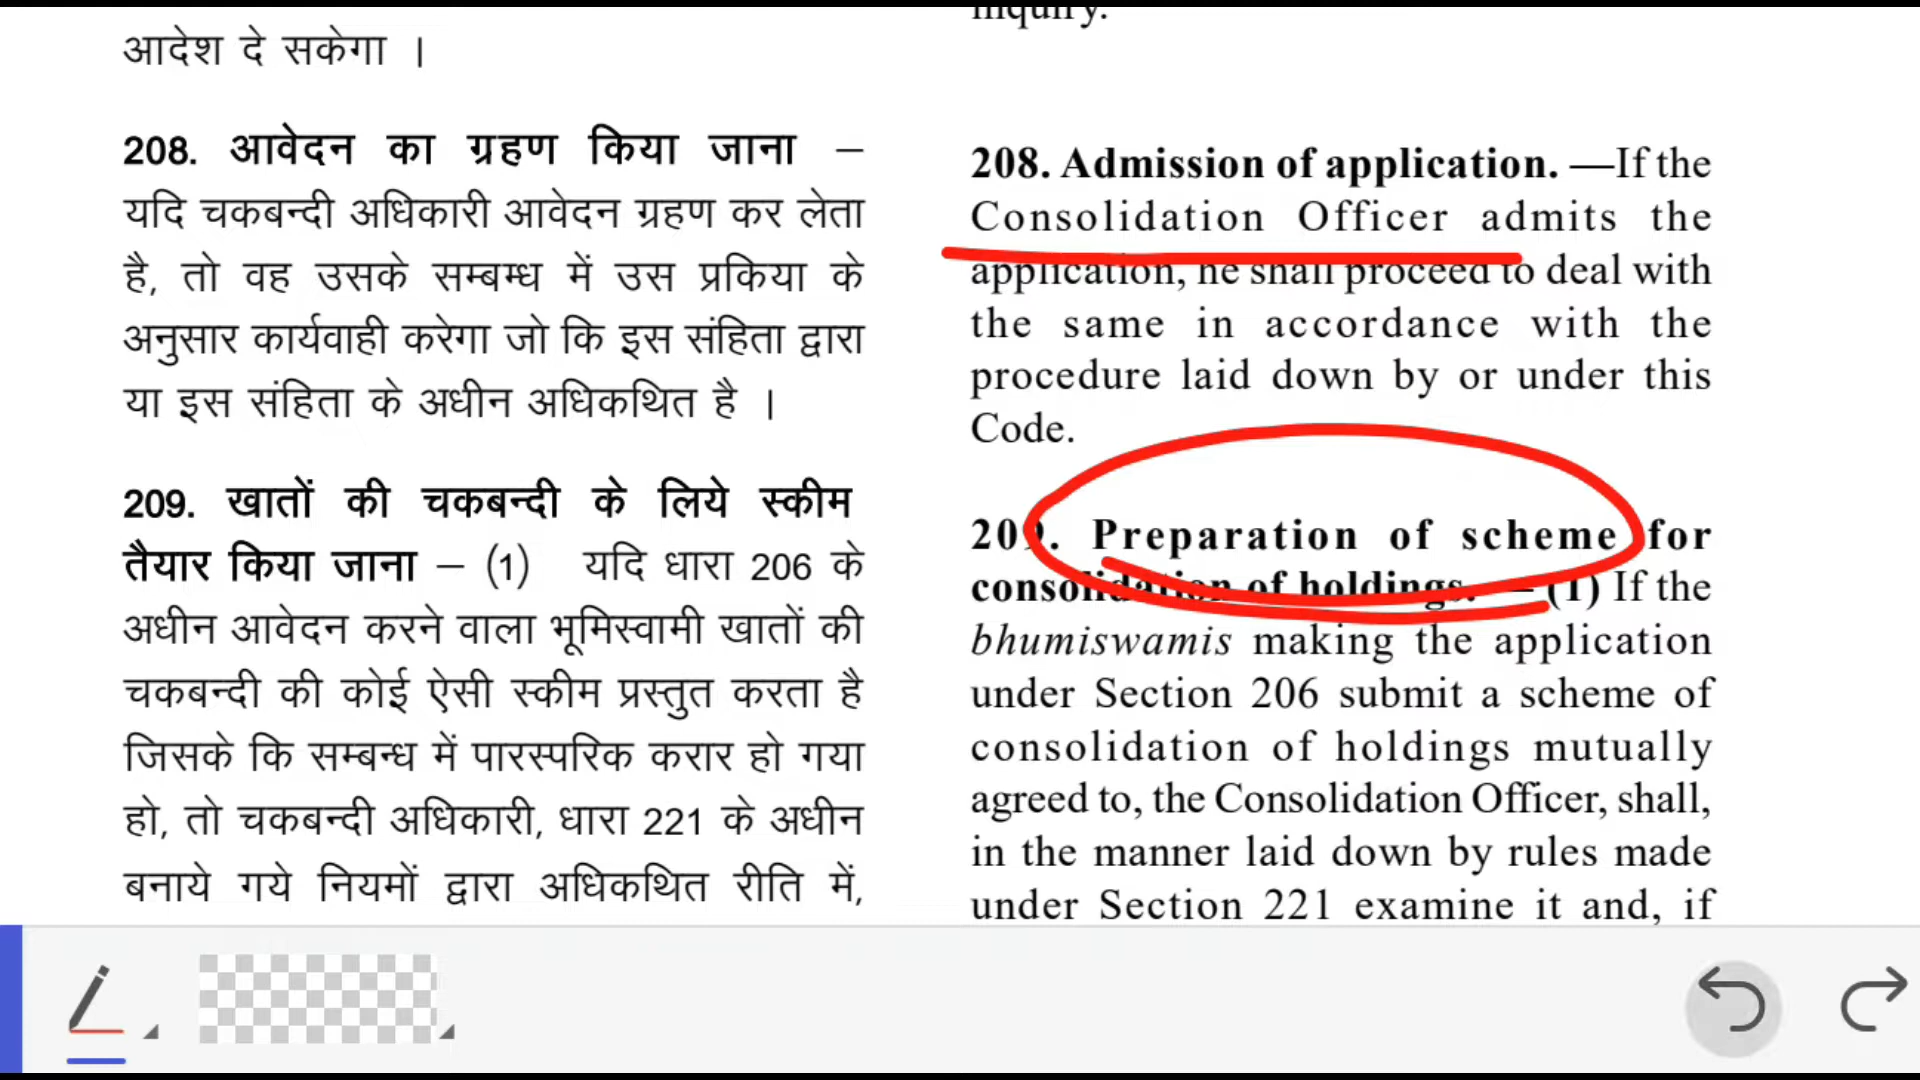 आदेश दे सकेगा ।
208. आवेदन का ग्रहण किया जाना –
यदि चकबन्दी अधिकारी आवेदन ग्रहण कर लेता
है, तो वह उसके सम्बम्ध में उस प्रकिया के
अनुसार कार्यवाही करेगा जो कि इस संहिता द्वारा
या इस संहिता के अधीन अधिकथित है ।
209. खातों की चकबन्दी के लिये स्कीम
तैयार किया जाना – (1) यदि धारा 206 के
अधीन आवेदन करने वाला भूमिस्वामी खातों की
चकबन्दी की कोई ऐसी स्कीम प्रस्तुत करता है
जिसके कि सम्बन्ध में पारस्परिक करार हो गया
हो, तो चकबन्दी अधिकारी, धारा 221 के अधीन
बनाये गये नियमों द्वारा अधिकथित रीति में,
inquiry.
208. Admission of application. —If the
Consolidation Officer admits the
application, he shall proceed to deal with
the same in accordance with the
procedure laid down by or under this
Code.
209. Preparation of scheme for
consolidation of holdings. — (1) If the
bhumiswamis making the application
under Section 206 submit a scheme of
consolidation of holdings mutually
agreed to, the Consolidation Officer, shall,
in the manner laid down by rules made
under Section 221 examine it and, if